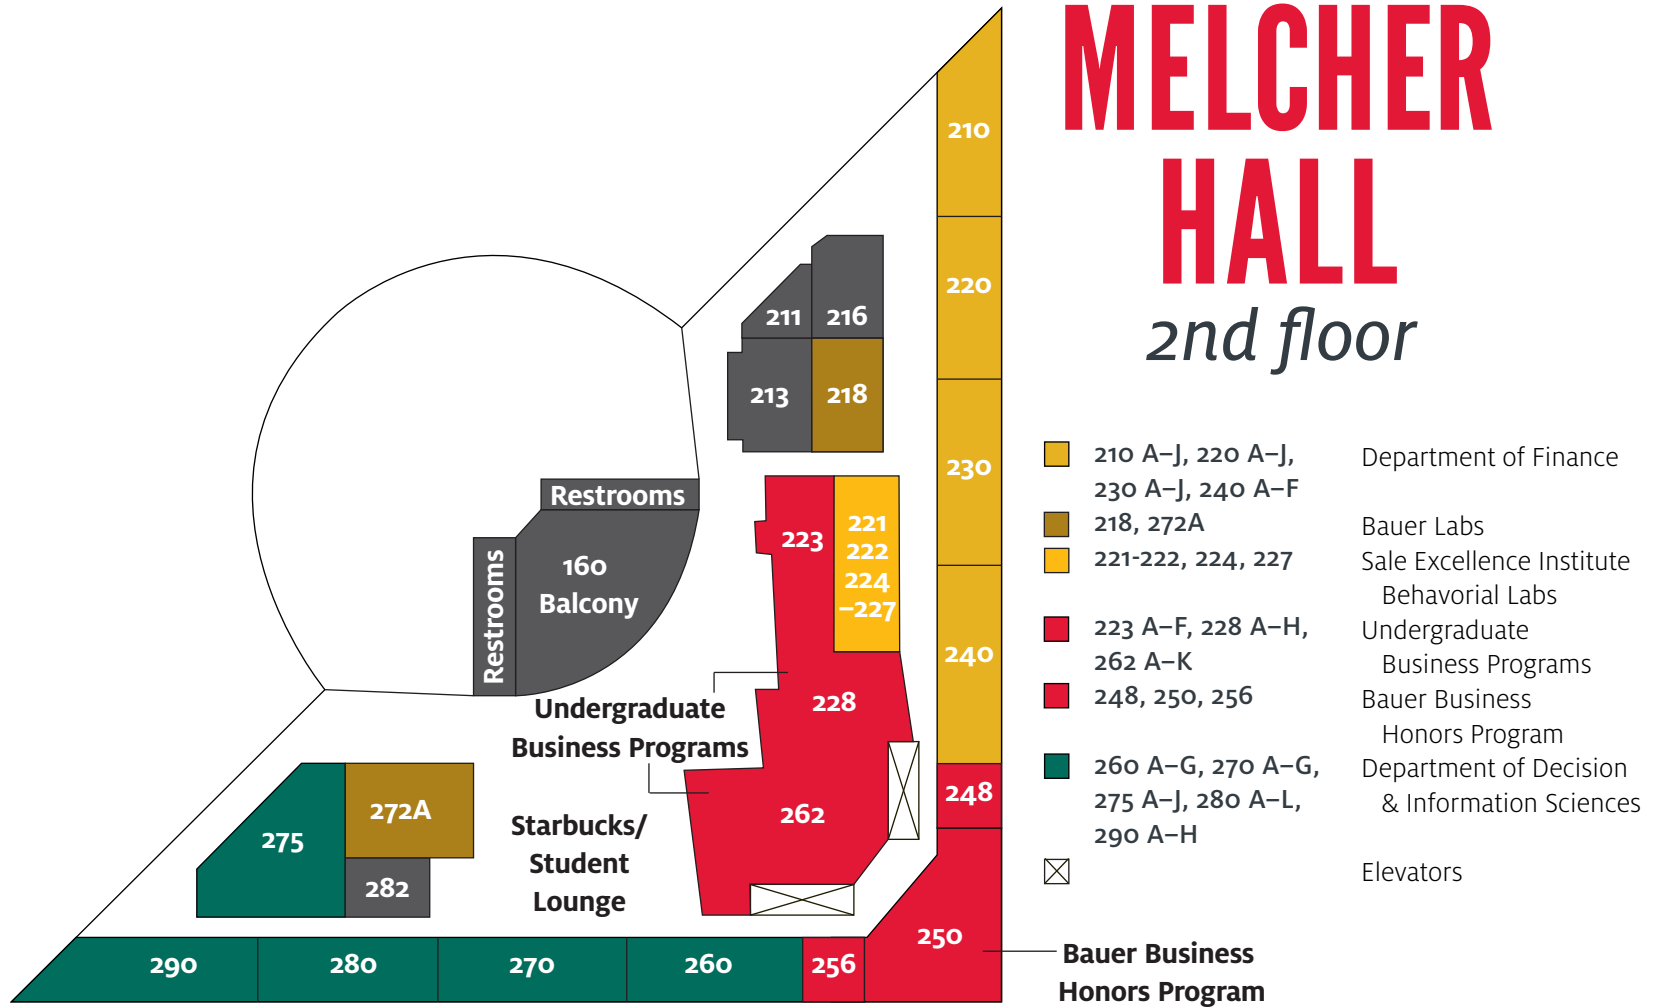 MELCHER
HALL
2nd floor
210
220
211
216
213
218
230
Restrooms
160
Balcony
Restrooms
223
221
222
224
–227
240
Undergraduate
Business Programs
228
248
262
272A
275
282
Starbucks/
Student
Lounge
250
290
280
270
260
256
Bauer Business
Honors Program
210 A–J, 220 A–J,
230 A–J, 240 A–F
Department of Finance
218, 272A
Bauer Labs
221-222, 224, 227
Sale Excellence Institute
Behavorial Labs
223 A–F, 228 A–H,
262 A–K
Undergraduate
Business Programs
248, 250, 256
Bauer Business
Honors Program
260 A–G, 270 A–G,
275 A–J, 280 A–L,
290 A–H
Department of Decision
& Information Sciences
Elevators